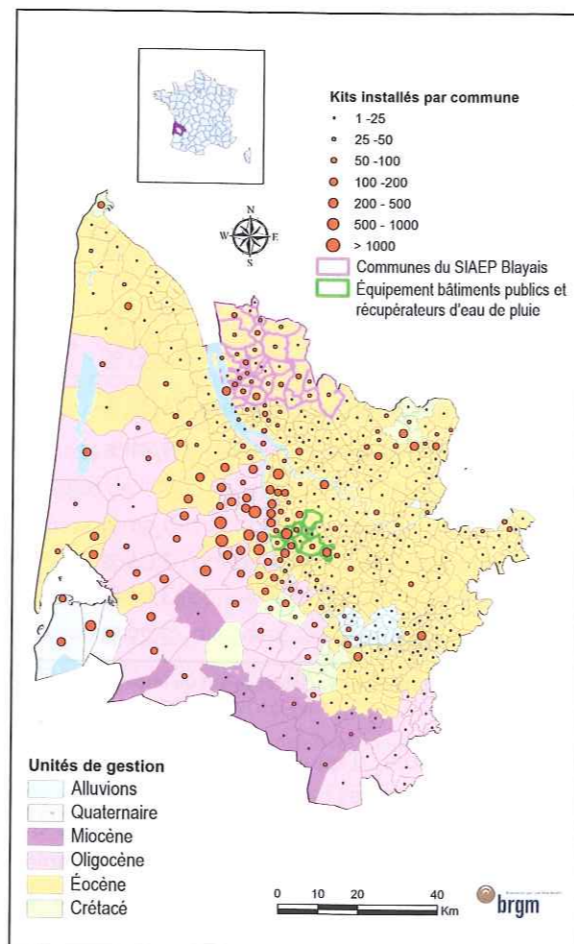 Kits installés par commune
1 -25
25 -50
50 -100
100 -200
200 - 500
500 - 1000
> 1000
Communes du SIAEP Blayais
Équipement bâtiments publics et
récupérateurs d'eau de pluie
N
W E
S
Unités de gestion
Alluvions
Quaternaire
Miocène
Oligocène
Éocène
Crétacé
0 10 20 40
Km
brgm